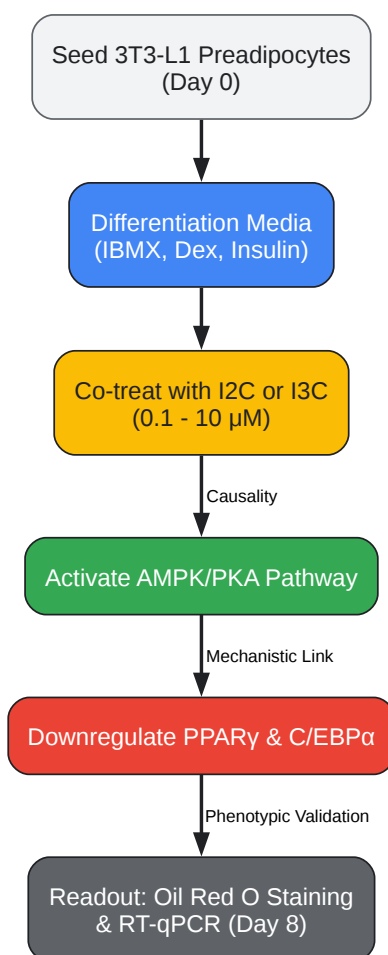 Seed 3T3-L1 Preadipocytes
(Day 0)
Differentiation Media
(IBMX, Dex, Insulin)
Co-treat with I2C or I3C
(0.1 - 10 μM)
Causality
Activate AMPK/PKA Pathway
Mechanistic Link
Downregulate PPARγ & C/EBPα
Phenotypic Validation
Readout: Oil Red O Staining
& RT-qPCR (Day 8)